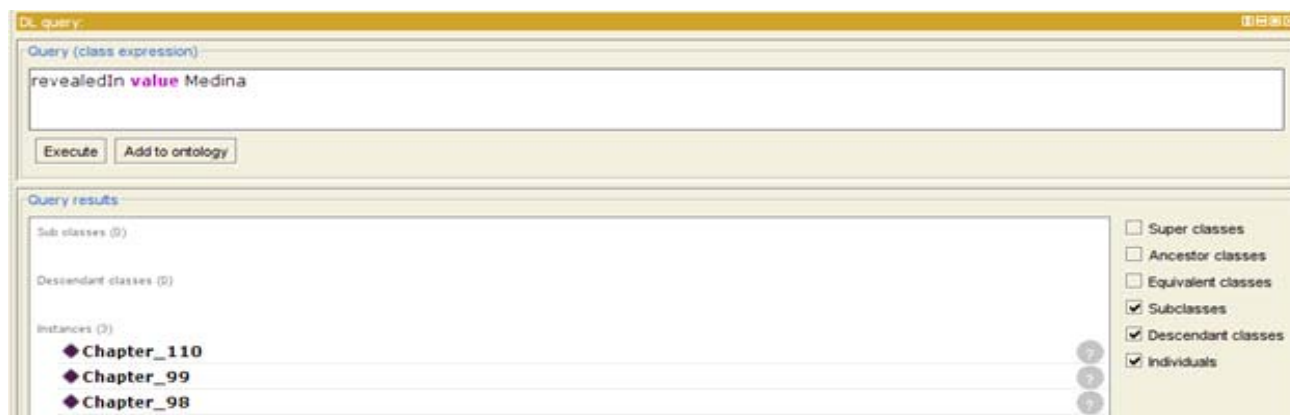 DL query:
Query (class expression)
revealedIn value Medina
Execute Add to ontology
Query results
Sub classes (0)
Super classes
Ancestor classes
Descendant classes (0)
Equivalent classes
Subclasses
Instances (3)
Descendant classes
Chapter_110
Individuals
Chapter_99
Chapter_98